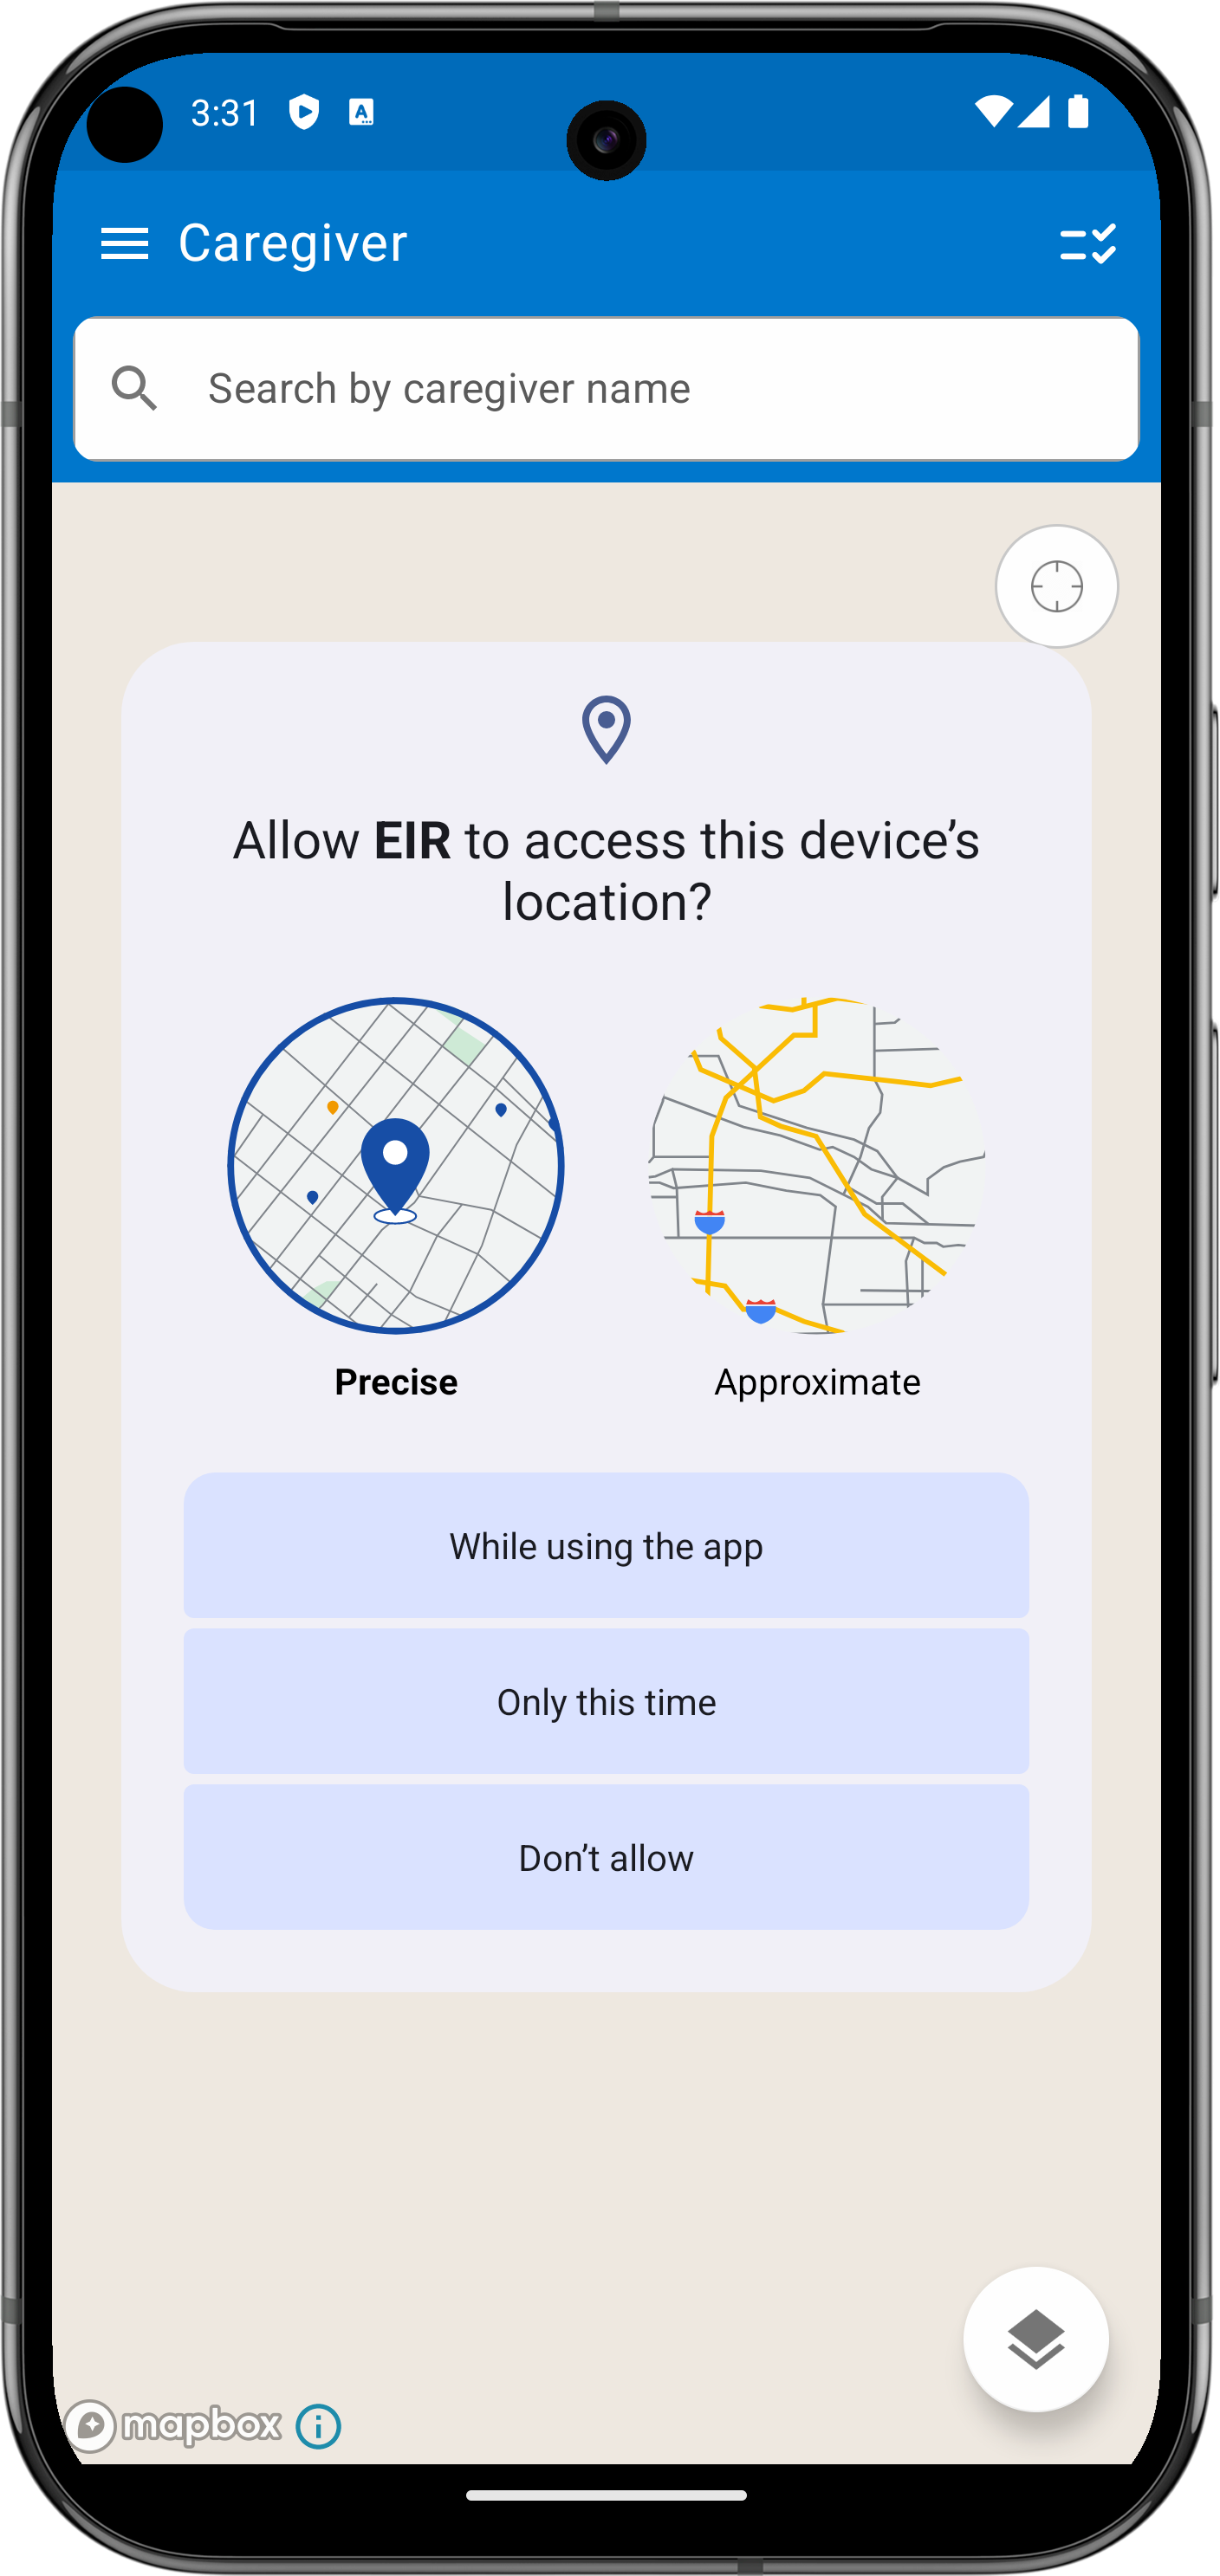 3:31
Caregiver
Search by caregiver name
Allow EIR to access this device’s
location?
Precise
Approximate
While using the app
Only this time
Don’t allow
mapbox